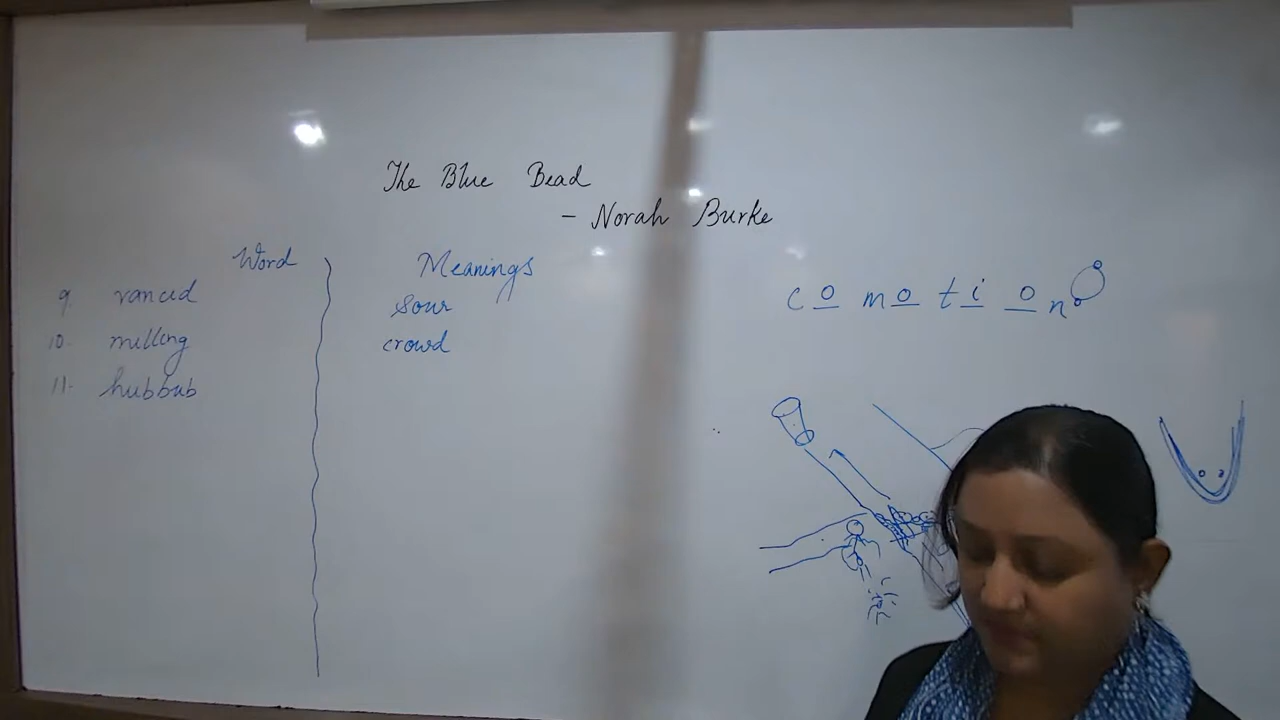 The Blue Bead
- Norah Burke
Word Meanings
9. rancid sour
10. milling crowd
11. hubbub
c o m o t i o n